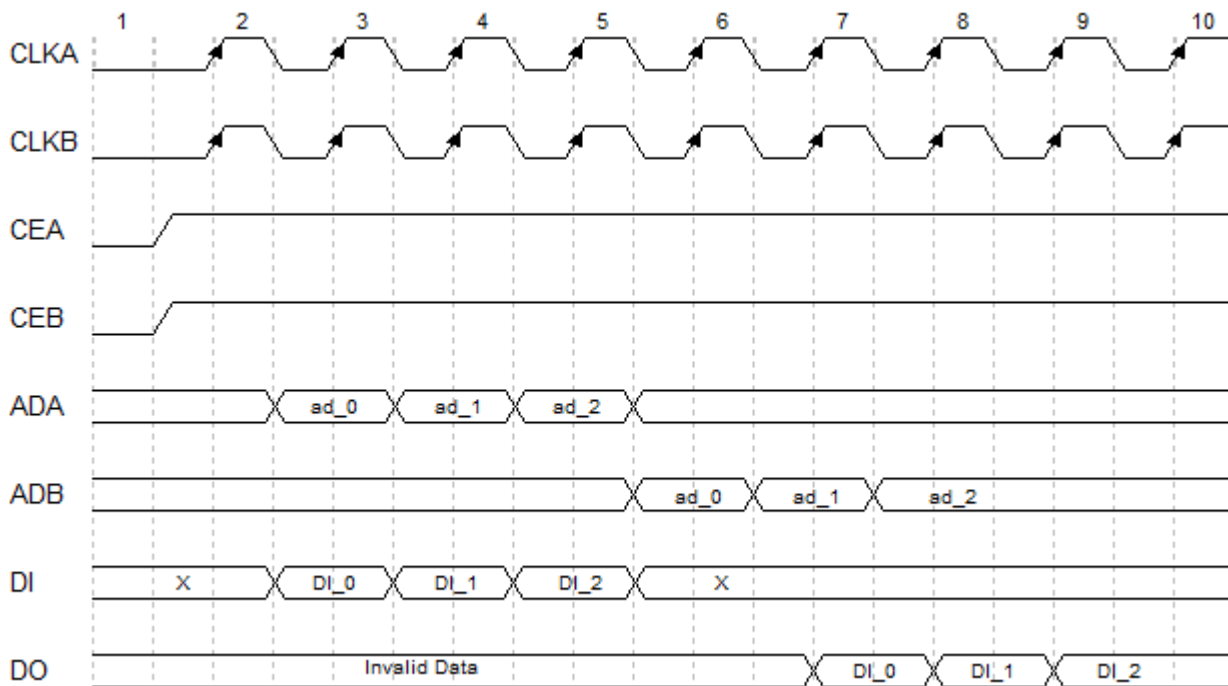 1 2 3 4 5 6 7 8 9 10
CLKA
CLKB
CEA
CEB
ADA ad_0 ad_1 ad_2
ADB ad_0 ad_1 ad_2
DI X DI_0 DI_1 DI_2 X
DO Invalid Data DI_0 DI_1 DI_2